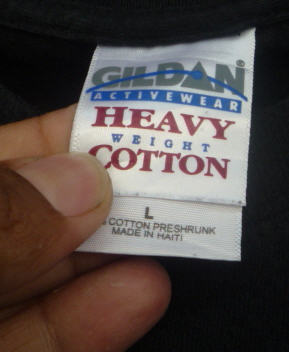 GILDAN®
ACTIVEWEAR
HEAVY
WEIGHT
COTTON
L
COTTON PRESHRUNK
MADE IN HAITI